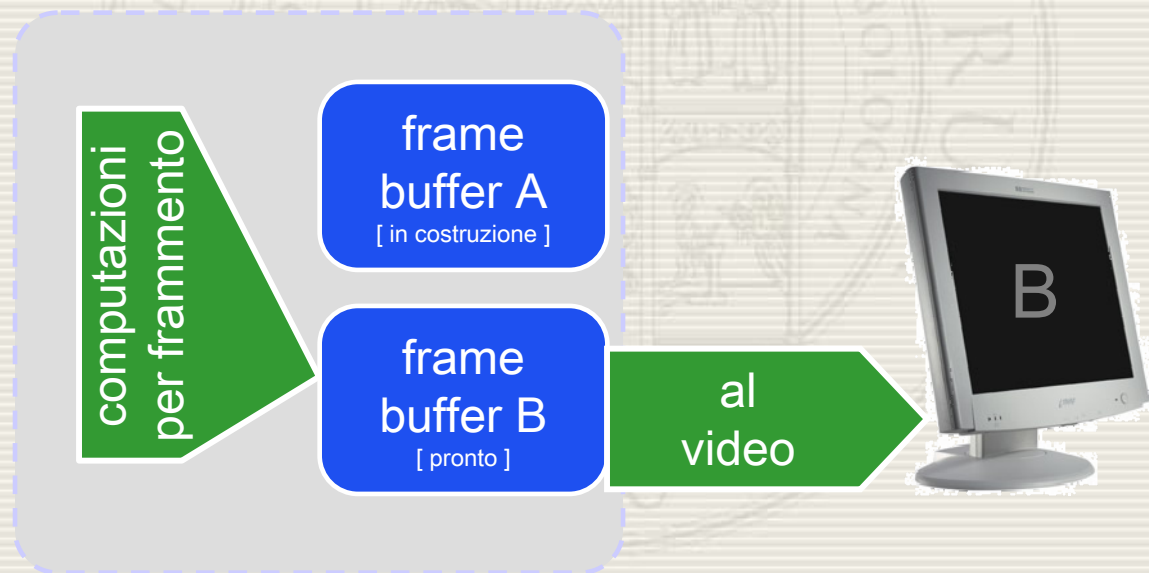 computazioni
per frammento
frame
buffer A
[ in costruzione ]
frame
buffer B
[ pronto ]
al
video
B